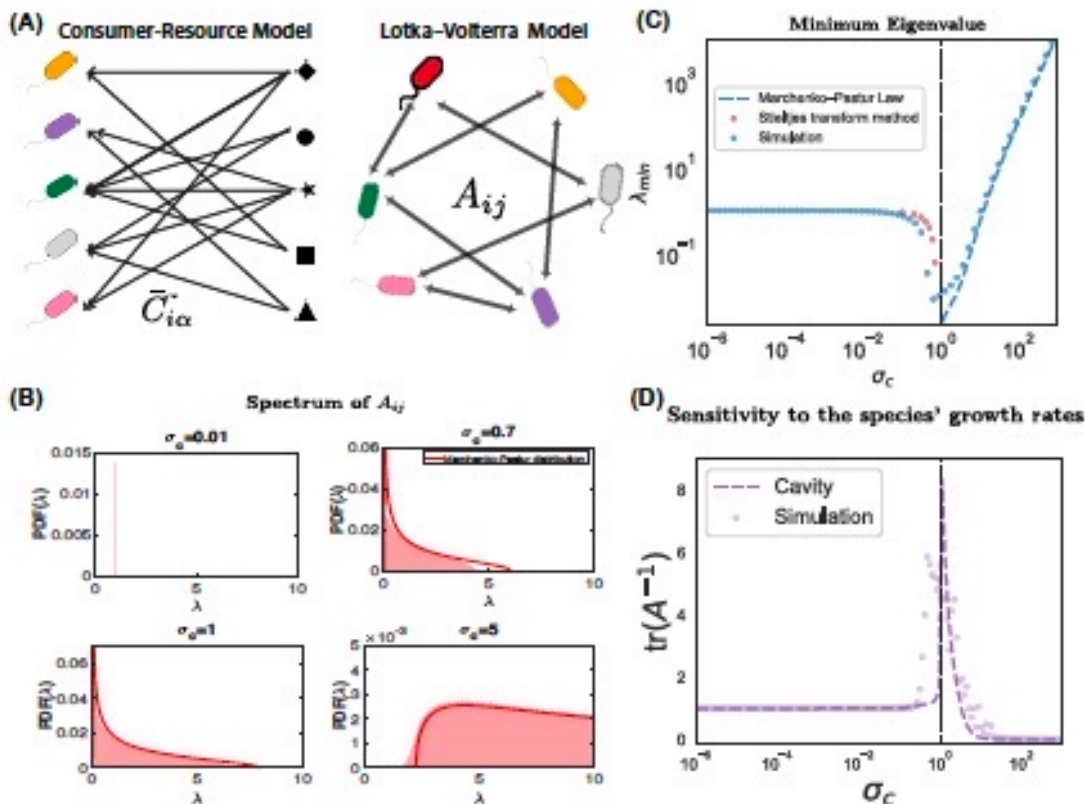 (A)
Consumer-Resource Model
Lotka-Volterra Model
C̄iα
Aij
(B)
Spectrum of Aij
σc=0.01
PDF(λ)
0.015
0.01
0.005
0
0 5 10
λ
σc=0.7
Marchenko-Pastur distribution
PDF(λ)
0.06
0.04
0.02
0
0 5 10
λ
σc=1
PDF(λ)
0.06
0.04
0.02
0
0 5 10
λ
σc=5
× 10⁻³
PDF(λ)
5
4
3
2
1
0
0 5 10
λ
(C)
Minimum Eigenvalue
Marchenko-Pastur Law
Stieltjes transform method
Simulation
λmin
10³
10¹
10⁻¹
10⁻⁶ 10⁻⁴ 10⁻² 10⁰ 10²
σc
(D)
Sensitivity to the species' growth rates
Cavity
Simulation
tr(A⁻¹)
8
6
4
2
0
10⁻⁶ 10⁻⁴ 10⁻² 10⁰ 10²
σc